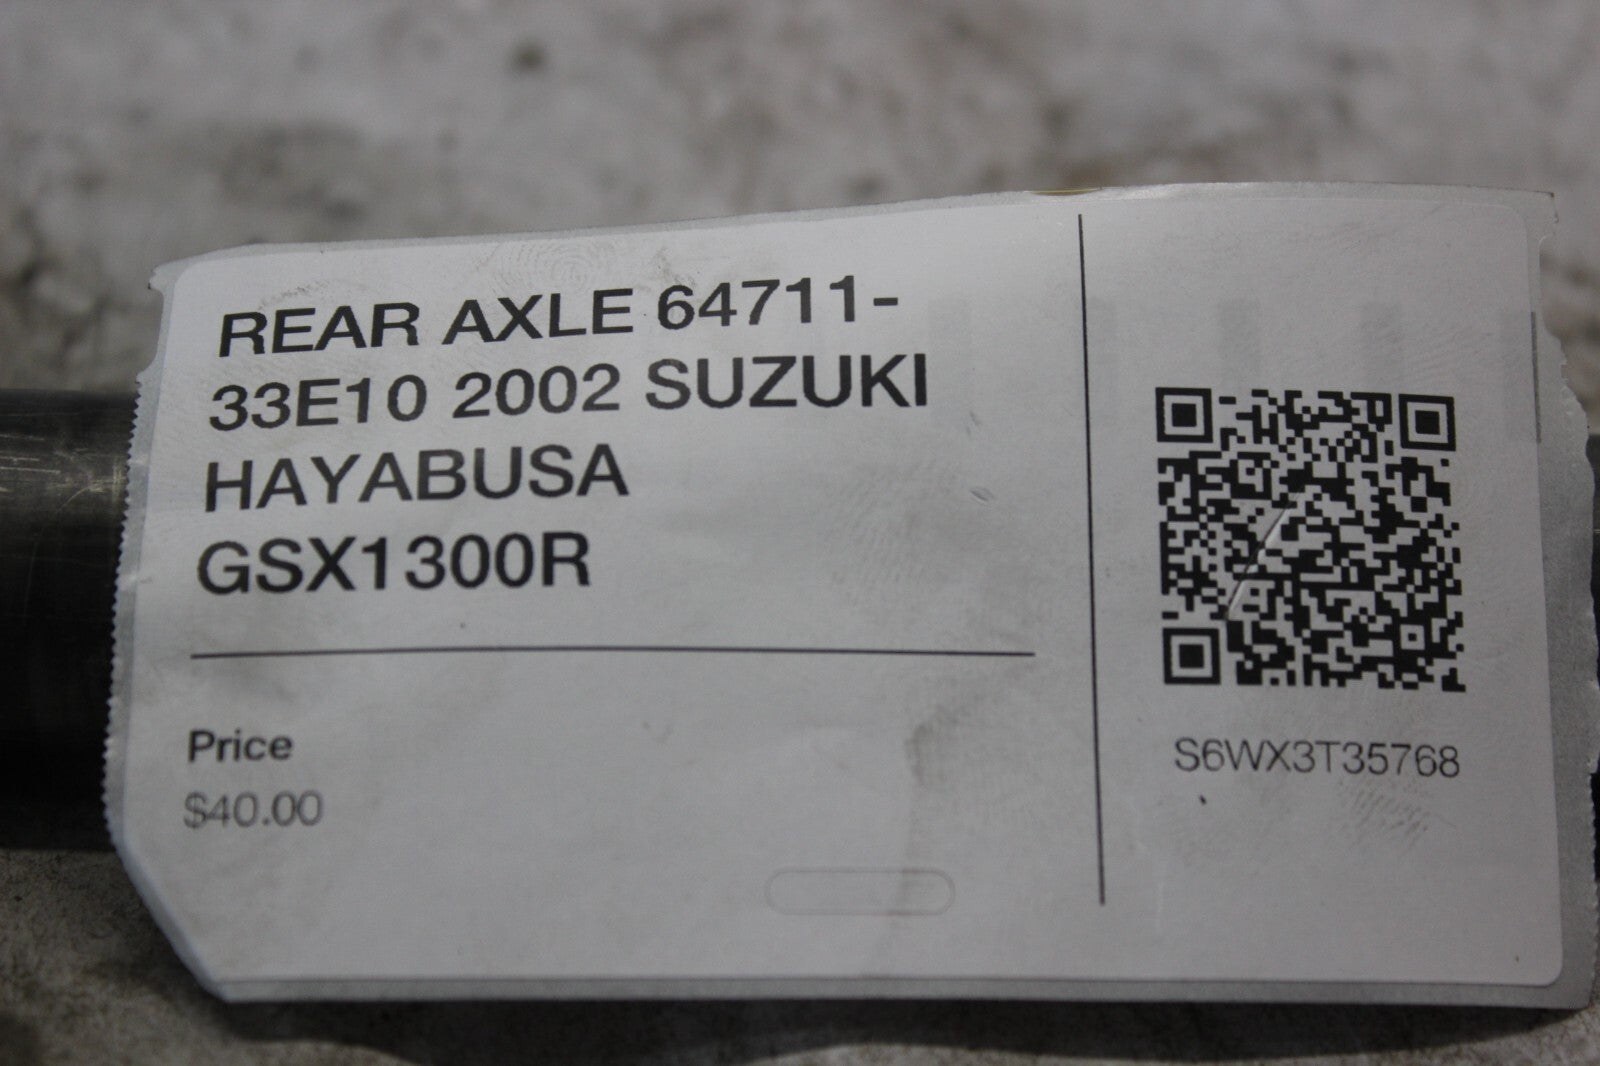 REAR AXLE 64711-
33E10 2002 SUZUKI
HAYABUSA
GSX1300R
Price
$40.00
S6WX3T35768